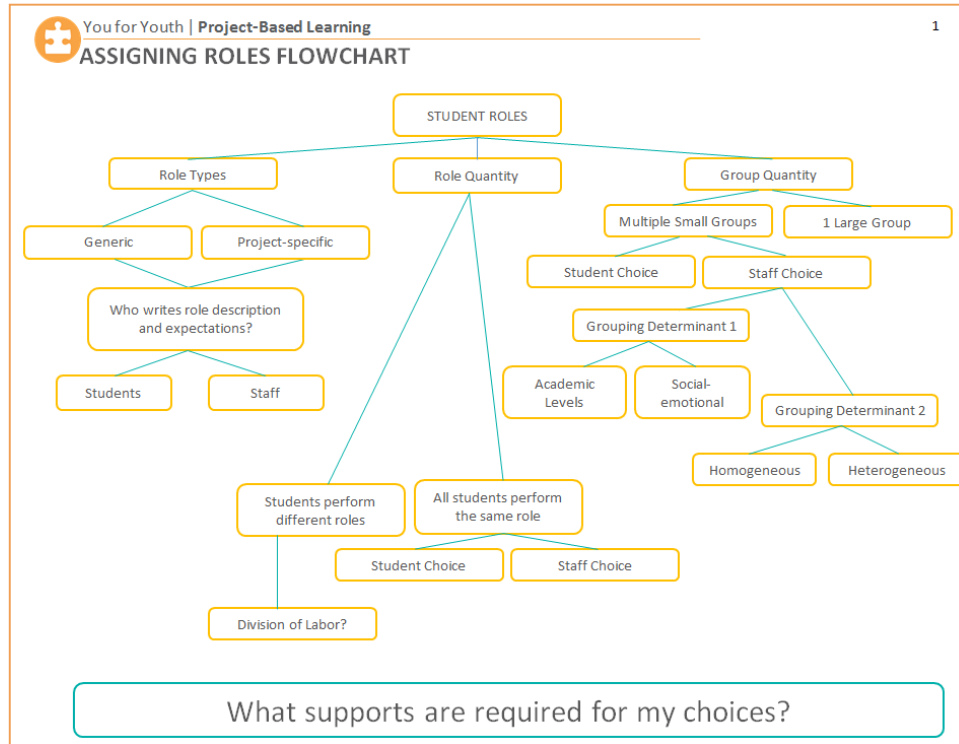 You for Youth | Project-Based Learning
1
ASSIGNING ROLES FLOWCHART
STUDENT ROLES
Role Types
Role Quantity
Group Quantity
Multiple Small Groups
1 Large Group
Generic
Project-specific
Student Choice
Staff Choice
Who writes role description
and expectations?
Grouping Determinant 1
Students
Staff
Academic
Levels
Social-
emotional
Grouping Determinant 2
Homogeneous
Heterogeneous
Students perform
different roles
All students perform
the same role
Student Choice
Staff Choice
Division of Labor?
What supports are required for my choices?